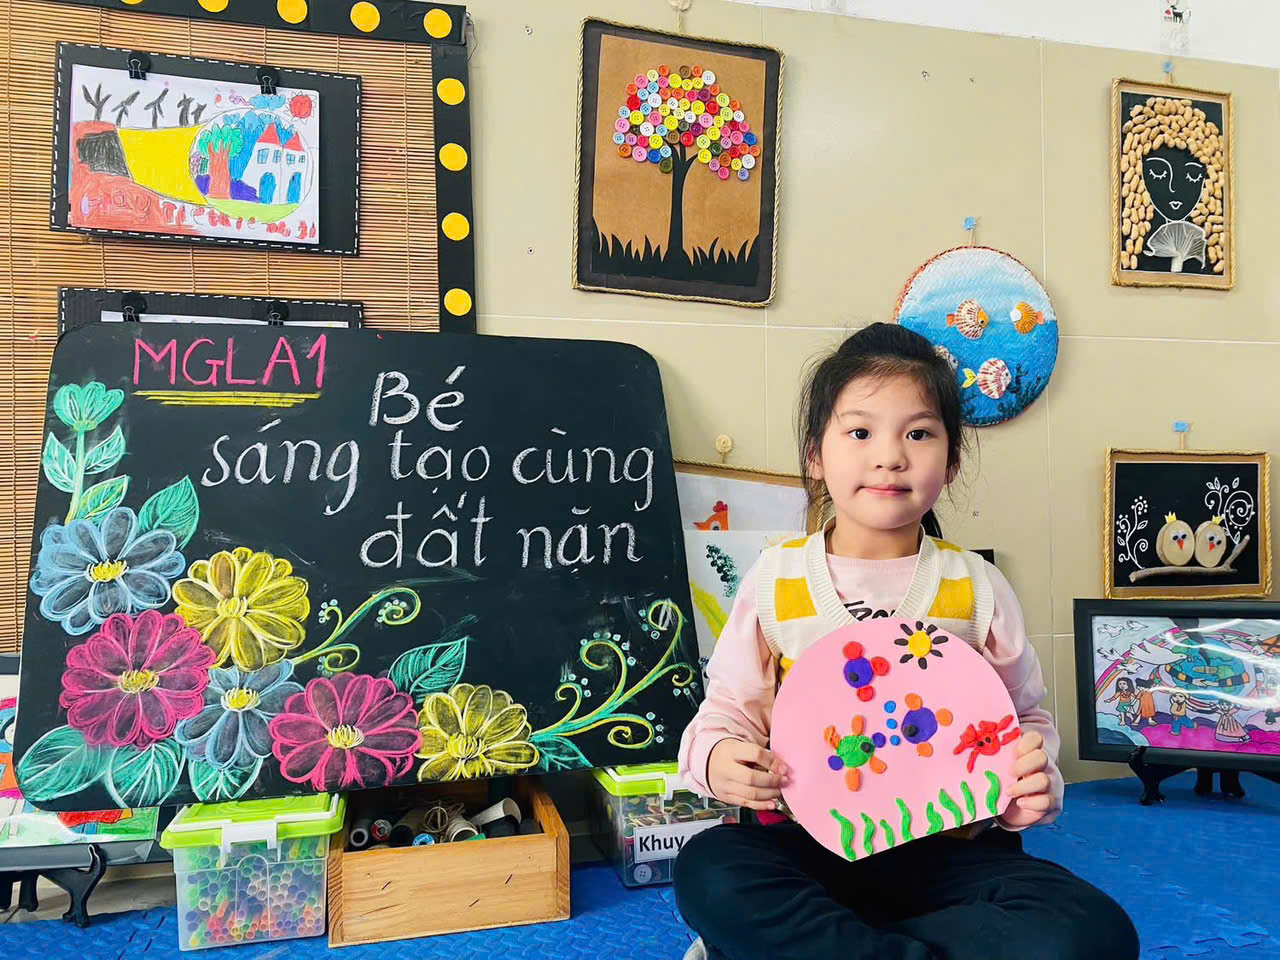 MGLA1
Bé
sáng tạo cùng
đất nặn
Khuy